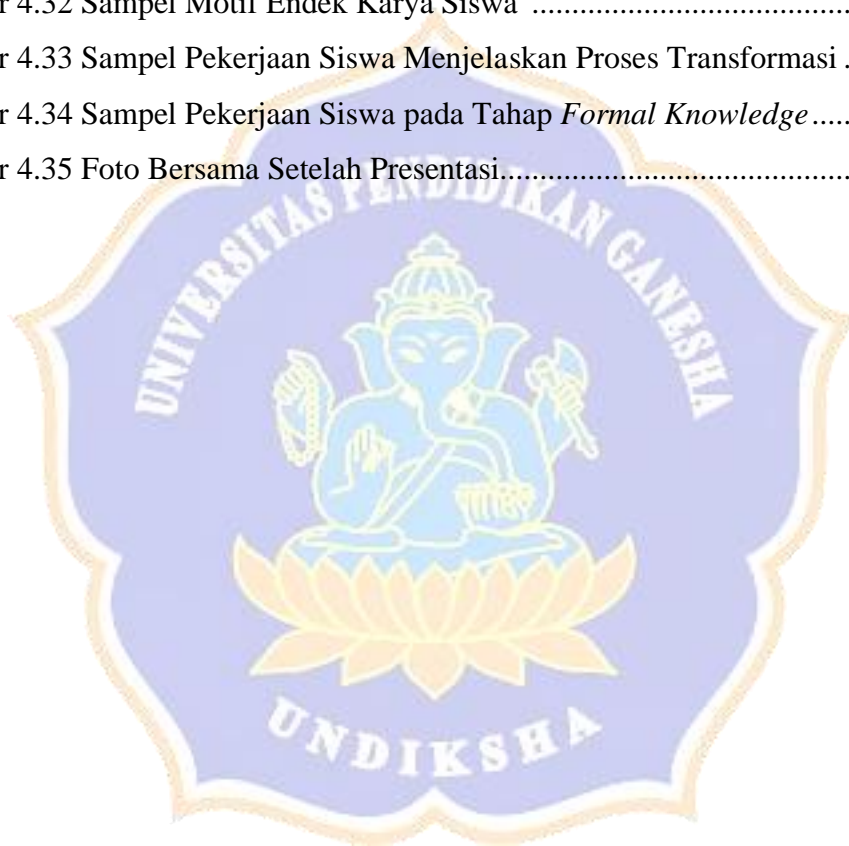 r 4.32 Sampel Motif Endek Karya Siswa ........................................
r 4.33 Sampel Pekerjaan Siswa Menjelaskan Proses Transformasi .
r 4.34 Sampel Pekerjaan Siswa pada Tahap Formal Knowledge.....
r 4.35 Foto Bersama Setelah Presentasi............................................
UNIVERSITAS PENDIDIKAN GANESHA
UNDIKSHA